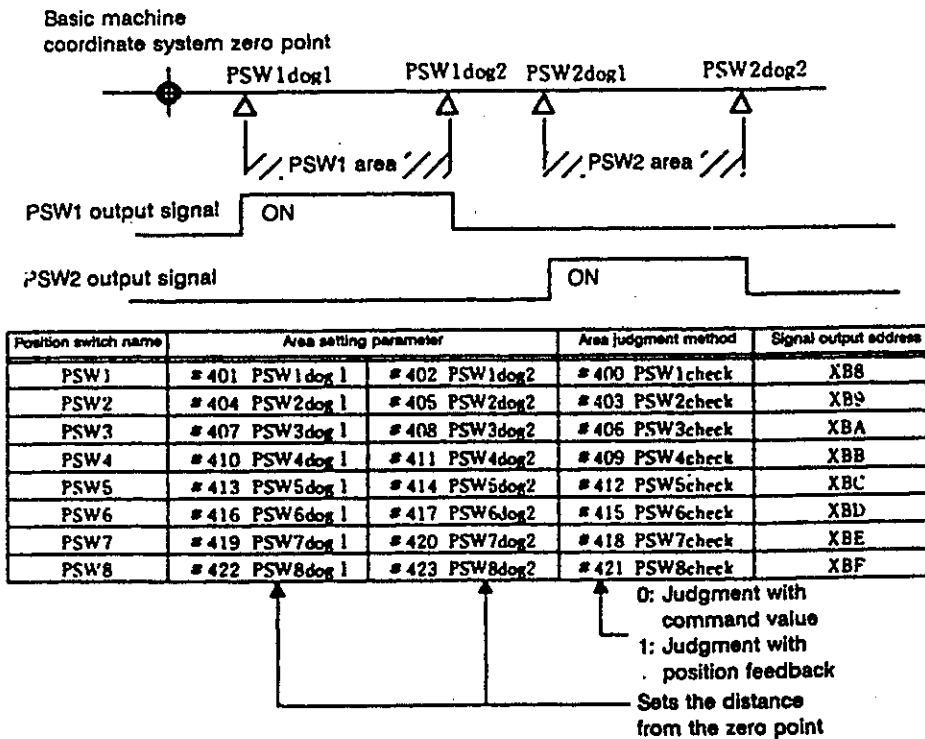 Basic machine
coordinate system zero point
PSW1dog1 PSW1dog2 PSW2dog1 PSW2dog2
PSW1 area PSW2 area
PSW1 output signal ON
PSW2 output signal ON
Position switch name Area setting parameter Area judgment method Signal output address
PSW1 #401 PSW1dog1 #402 PSW1dog2 #400 PSW1check XB8
PSW2 #404 PSW2dog1 #405 PSW2dog2 #403 PSW2check XB9
PSW3 #407 PSW3dog1 #408 PSW3dog2 #406 PSW3check XBA
PSW4 #410 PSW4dog1 #411 PSW4dog2 #409 PSW4check XBB
PSW5 #413 PSW5dog1 #414 PSW5dog2 #412 PSW5check XBC
PSW6 #416 PSW6dog1 #417 PSW6dog2 #415 PSW6check XBD
PSW7 #419 PSW7dog1 #420 PSW7dog2 #418 PSW7check XBE
PSW8 #422 PSW8dog1 #423 PSW8dog2 #421 PSW8check XBF
0: Judgment with
command value
1: Judgment with
position feedback
Sets the distance
from the zero point